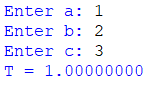 Enter a: 1
Enter b: 2
Enter c: 3
T = 1.00000000